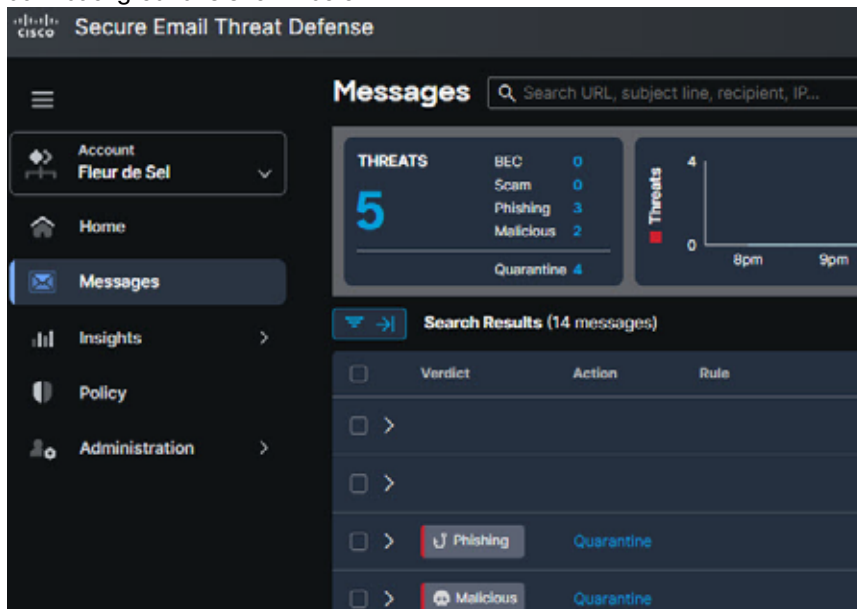 cisco Secure Email Threat Defense
Messages
Search URL, subject line, recipient, IP...
Account
Fleur de Sel
Home
Messages
Insights
Policy
Administration
THREATS
5
BEC 0
Scam 0
Phishing 3
Malicious 2
Quarantine 4
Threats
4
0
8pm 9pm
Search Results (14 messages)
Verdict Action Rule
Phishing Quarantine
Malicious Quarantine